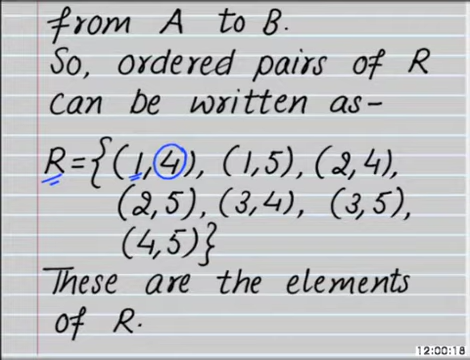 from A to B.
So, ordered pairs of R
can be written as-
R={(1,4), (1,5), (2,4),
(2,5), (3,4), (3,5),
(4,5)}
These are the elements
of R.
12:00:18